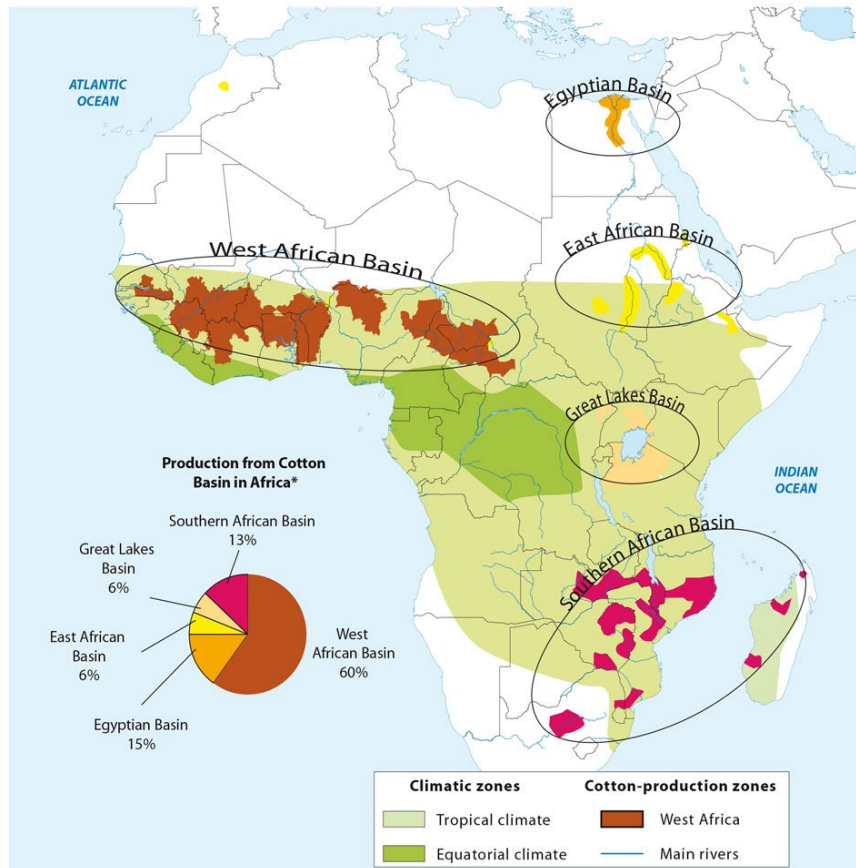 ATLANTIC
OCEAN
Egyptian Basin
West African Basin
East African Basin
Great Lakes Basin
INDIAN
OCEAN
Southern African Basin
Production from Cotton
Basin in Africa*
Southern African Basin
13%
Great Lakes
Basin
6%
East African
Basin
6%
Egyptian Basin
15%
West
African Basin
60%
Climatic zones
Tropical climate
Equatorial climate
Cotton-production zones
West Africa
Main rivers